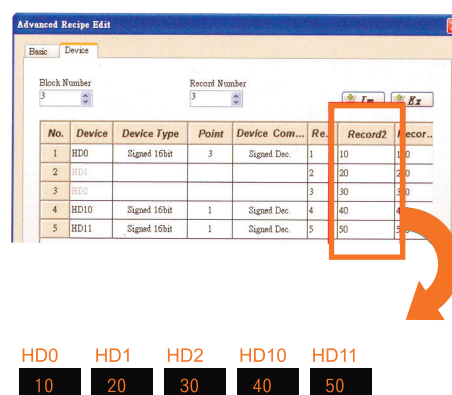 Advanced Recipe Edit
Basic Device
Block Number Record Number
3 3
Im Ex
No. Device Device Type Point Device Com... Re... Record2 Recor...
1 HD0 Signed 16bit 3 Signed Dec. 1 10
2 HD1 2 20
3 HD2 3 30
4 HD10 Signed 16bit 1 Signed Dec. 4 40
5 HD11 Signed 16bit 1 Signed Dec. 5 50
HD0 HD1 HD2 HD10 HD11
10 20 30 40 50